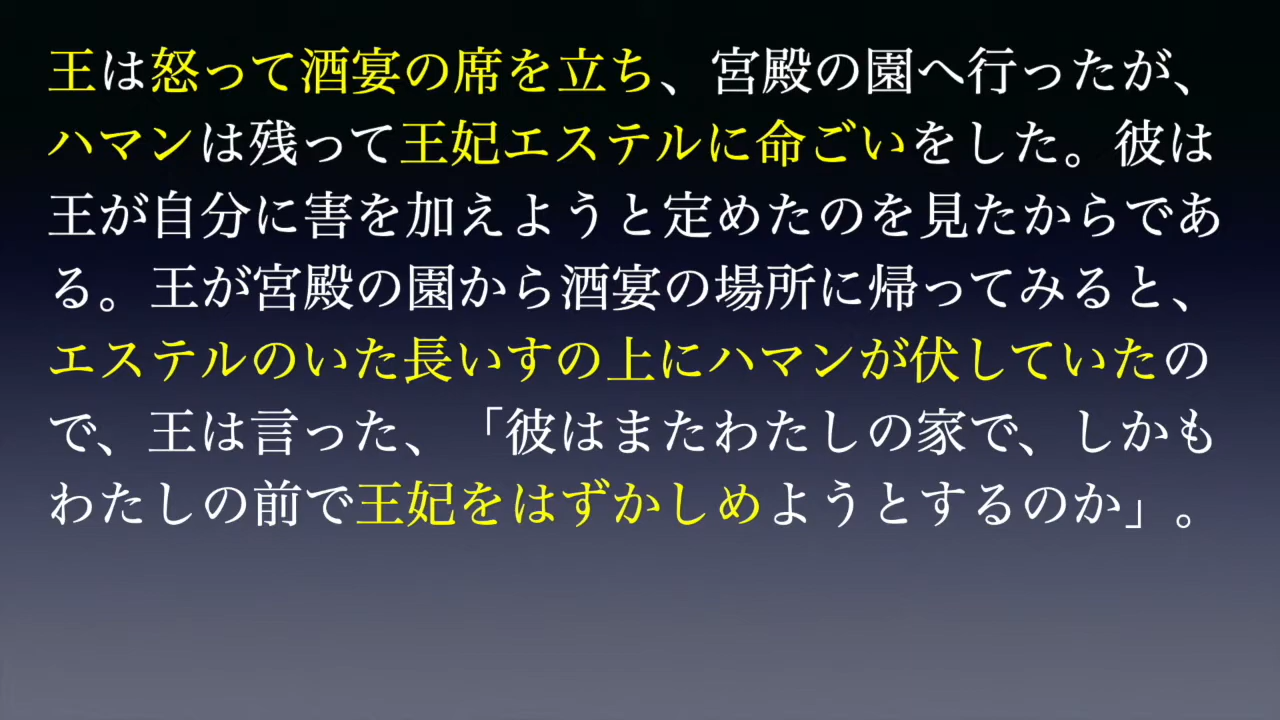 王は怒って酒宴の席を立ち、宮殿の園へ行ったが、
ハマンは残って王妃エステルに命ごいをした。彼は
王が自分に害を加えようと定めたのを見たからであ
る。王が宮殿の園から酒宴の場所に帰ってみると、
エステルのいた長いすの上にハマンが伏していたの
で、王は言った、「彼はまたわたしの家で、しかも
わたしの前で王妃をはずかしめようとするのか」。